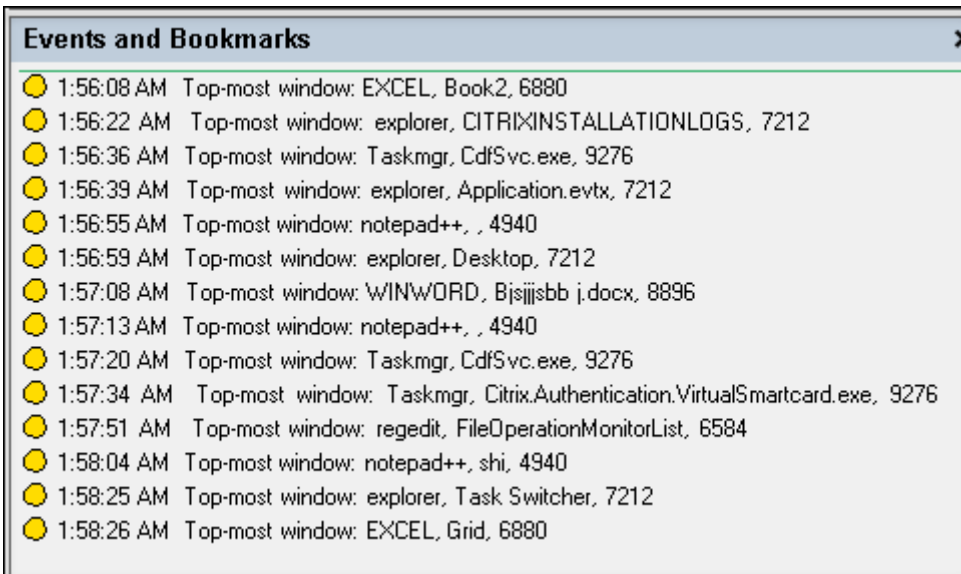 Events and Bookmarks
1:56:08 AM Top-most window: EXCEL, Book2, 6880
1:56:22 AM Top-most window: explorer, CITRIXINSTALLATIONLOGS, 7212
1:56:36 AM Top-most window: Taskmgr, CdfSvc.exe, 9276
1:56:39 AM Top-most window: explorer, Application.evtx, 7212
1:56:55 AM Top-most window: notepad++, , 4940
1:56:59 AM Top-most window: explorer, Desktop, 7212
1:57:08 AM Top-most window: WINWORD, Bjsjjjsbb j.docx, 8896
1:57:13 AM Top-most window: notepad++, , 4940
1:57:20 AM Top-most window: Taskmgr, CdfSvc.exe, 9276
1:57:34 AM Top-most window: Taskmgr, Citrix.Authentication.VirtualSmartcard.exe, 9276
1:57:51 AM Top-most window: regedit, FileOperationMonitorList, 6584
1:58:04 AM Top-most window: notepad++, shi, 4940
1:58:25 AM Top-most window: explorer, Task Switcher, 7212
1:58:26 AM Top-most window: EXCEL, Grid, 6880